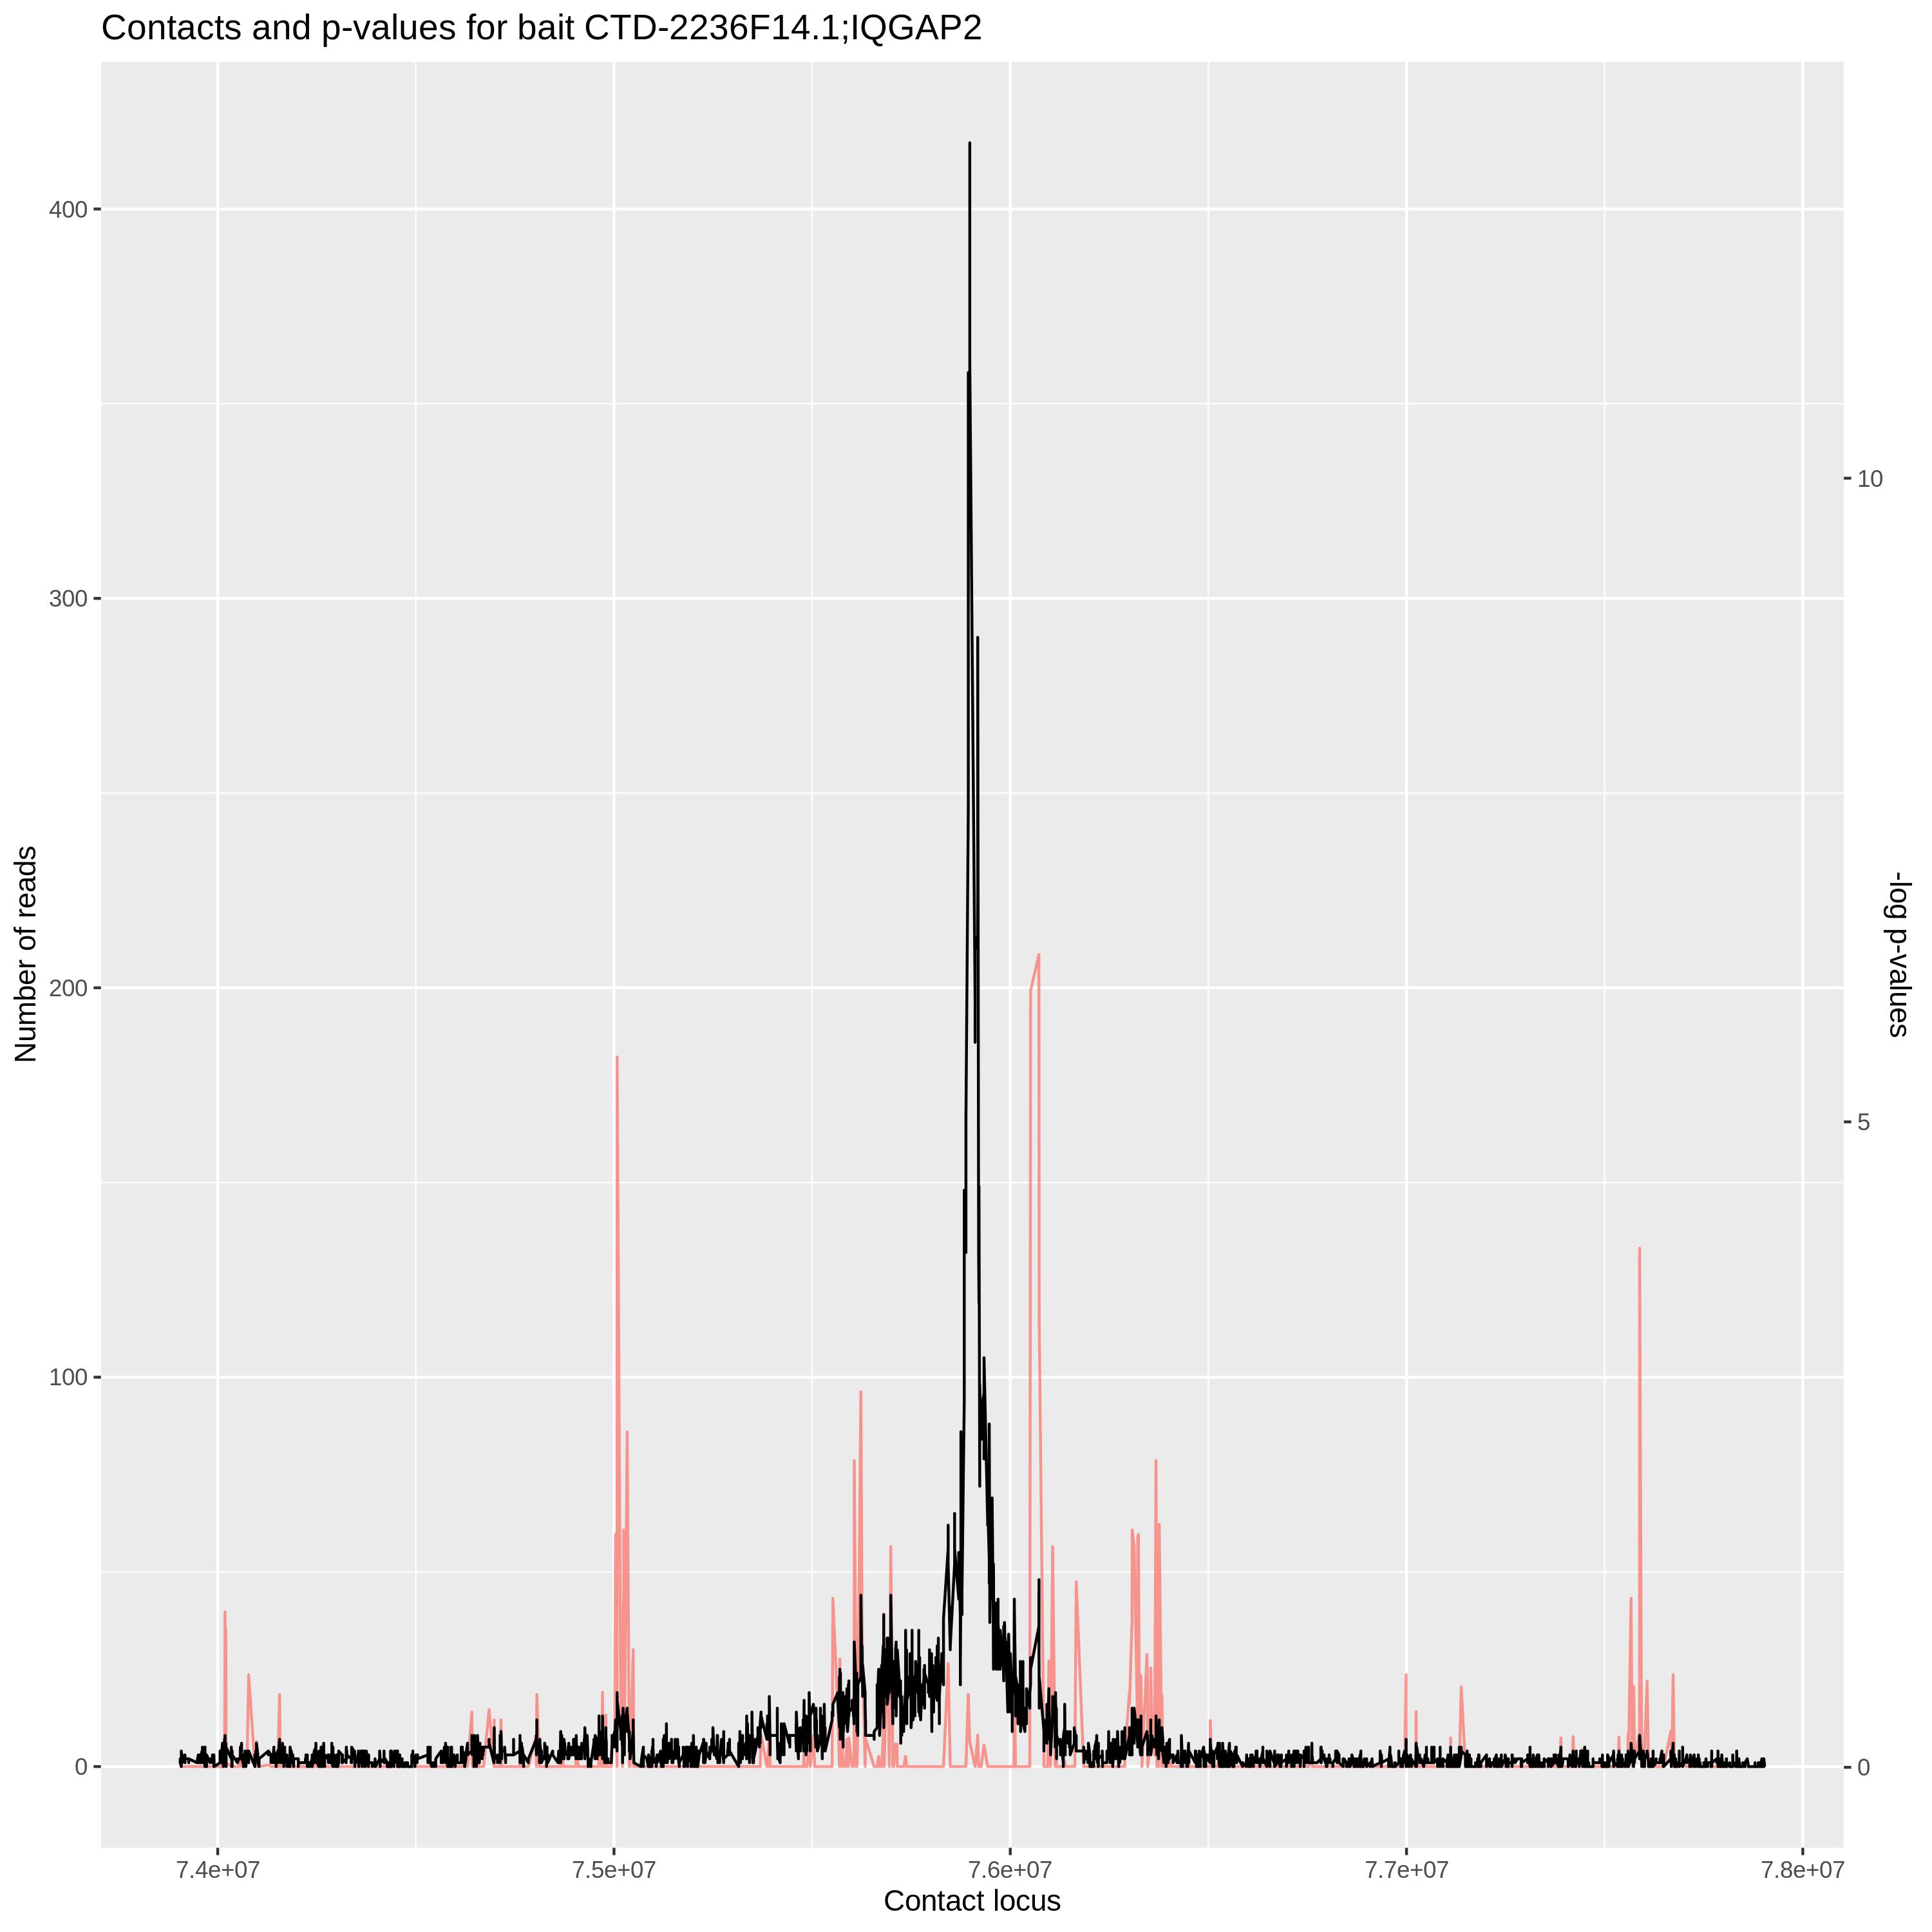 Contacts and p-values for bait CTD-2236F14.1;IQGAP2
400
300
200
100
0
Number of reads
10
5
0
-log p-values
7.4e+07
7.5e+07
7.6e+07
7.7e+07
7.8e+07
Contact locus